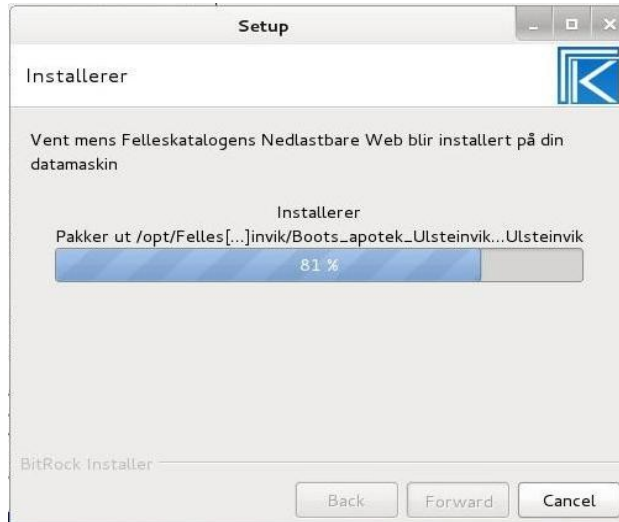 Setup
Installerer
Vent mens Felleskatalogens Nedlastbare Web blir installert på din
datamaskin
Installerer
Pakker ut /opt/Felles[...]invik/Boots_apotek_Ulsteinvik...Ulsteinvik
81 %
BitRock Installer
Back
Forward
Cancel